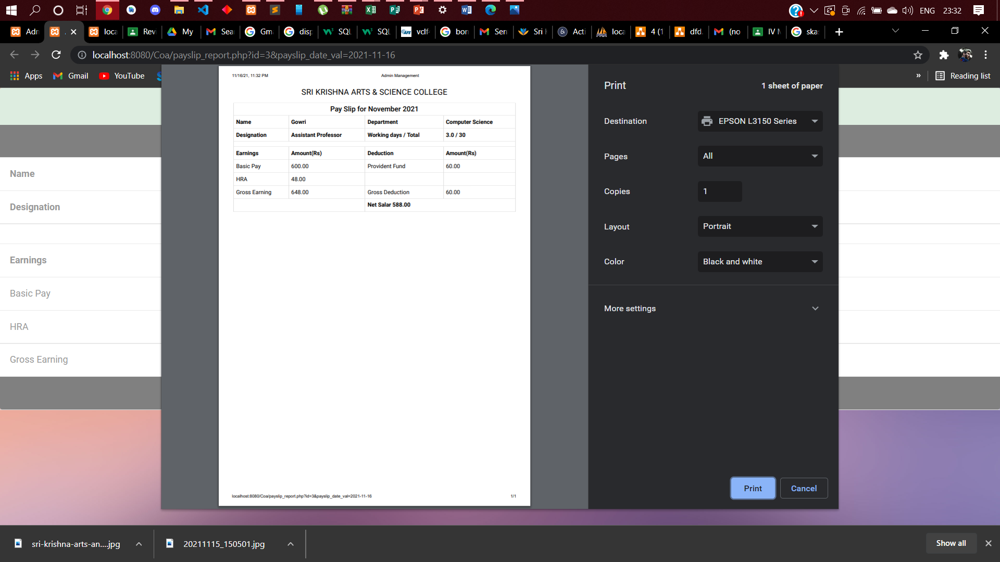 ENG 23:32
Adn . loca Rev My Sea Gm disp SQL SQL vclf bon Sen Sri Acti loca 4 (1 dfd. (no IV N ska
localhost:8080/Coa/payslip_report.php?id=3&payslip_date_val=2021-11-16
Apps Gmail YouTube » Reading list
11/16/21, 11:32 PM Admin Management
SRI KRISHNA ARTS & SCIENCE COLLEGE
Pay Slip for November 2021
Name Gowri Department Computer Science
Designation Assistant Professor Working days / Total 3.0 / 30
Earnings Amount(Rs) Deduction Amount(Rs)
Basic Pay 600.00 Provident Fund 60.00
HRA 48.00
Gross Earning 648.00 Gross Deduction 60.00
Net Salar 588.00
localhost:8080/Coa/payslip_report.php?id=3&payslip_date_val=2021-11-16 1/1
Name
Designation
Earnings
Basic Pay
HRA
Gross Earning
Print 1 sheet of paper
Destination EPSON L3150 Series
Pages All
Copies 1
Layout Portrait
Color Black and white
More settings
Print Cancel
sri-krishna-arts-an....jpg 20211115_150501.jpg Show all